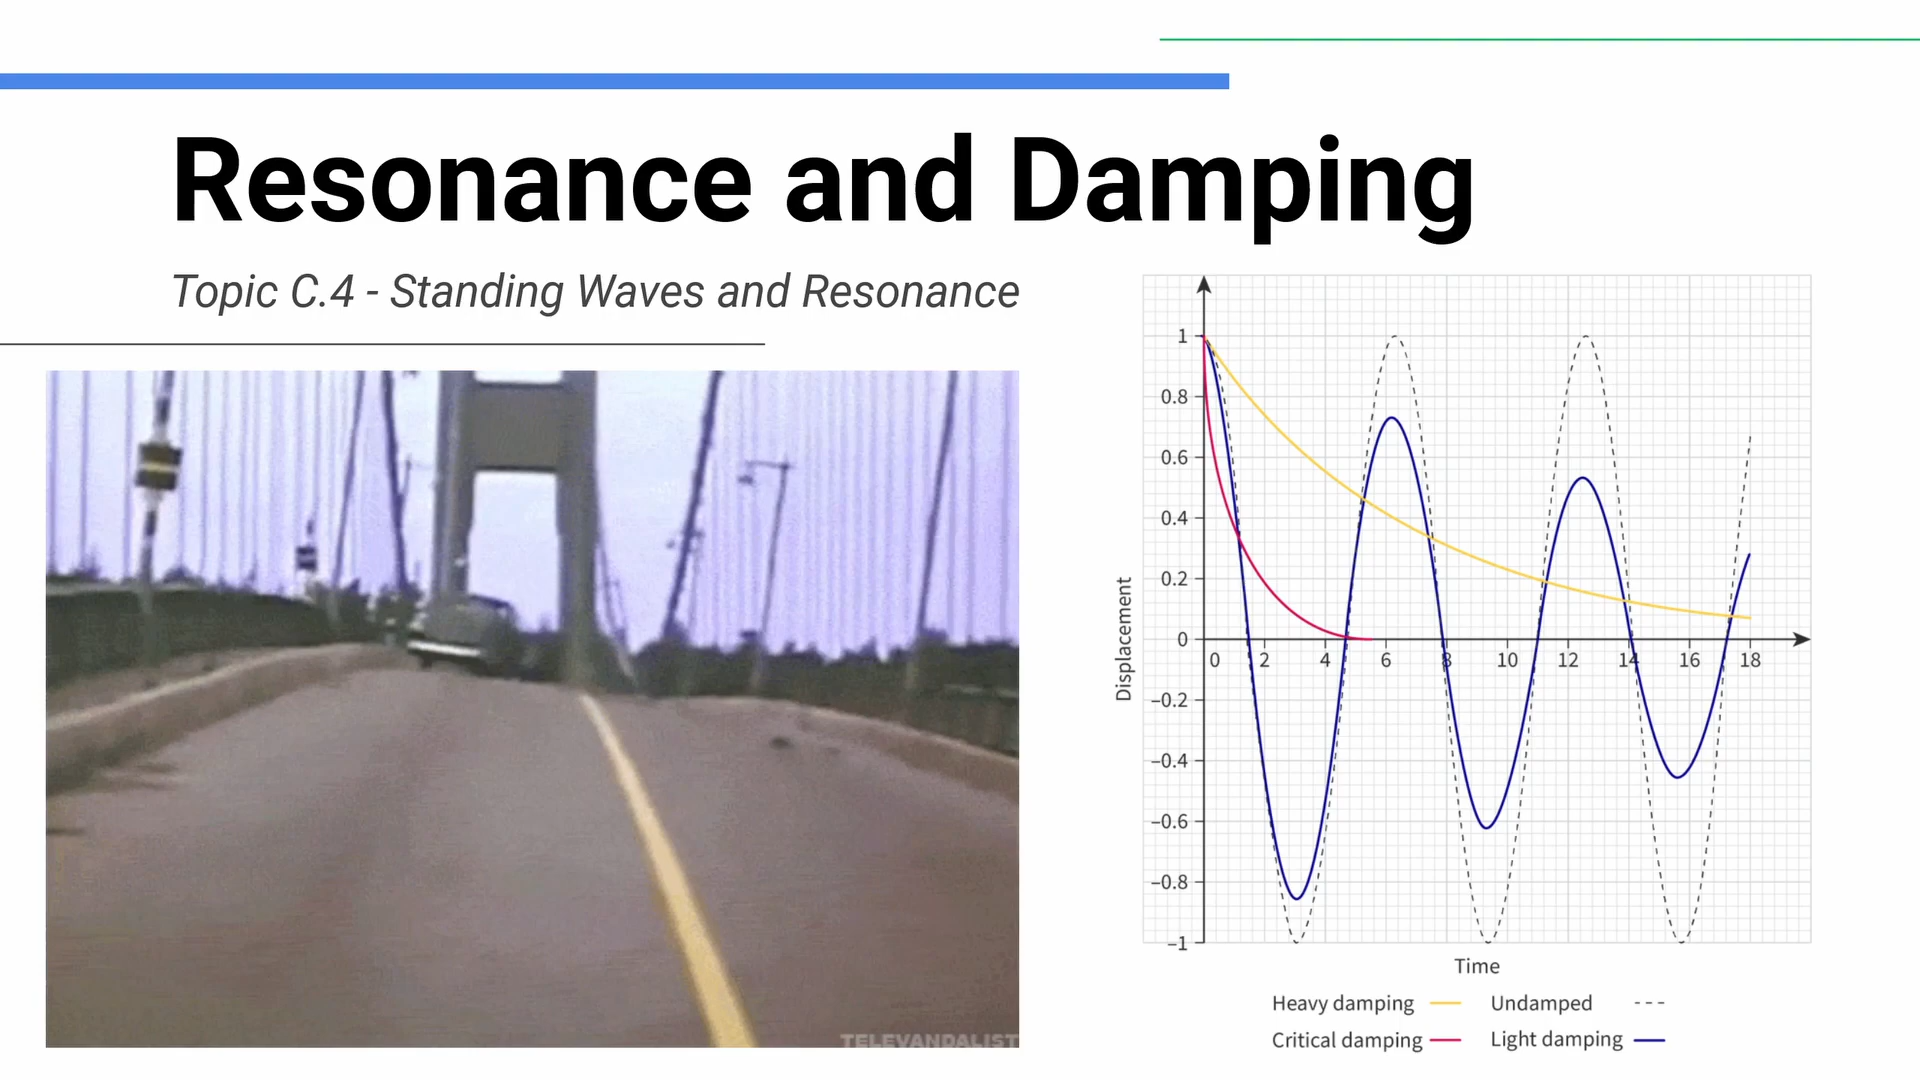 Resonance and Damping
Topic C.4 - Standing Waves and Resonance
TELEVANDALIST
Displacement
1
0.8
0.6
0.4
0.2
0
−0.2
−0.4
−0.6
−0.8
−1
0 2 4 6 8 10 12 14 16 18
Time
Heavy damping Undamped
Critical damping Light damping